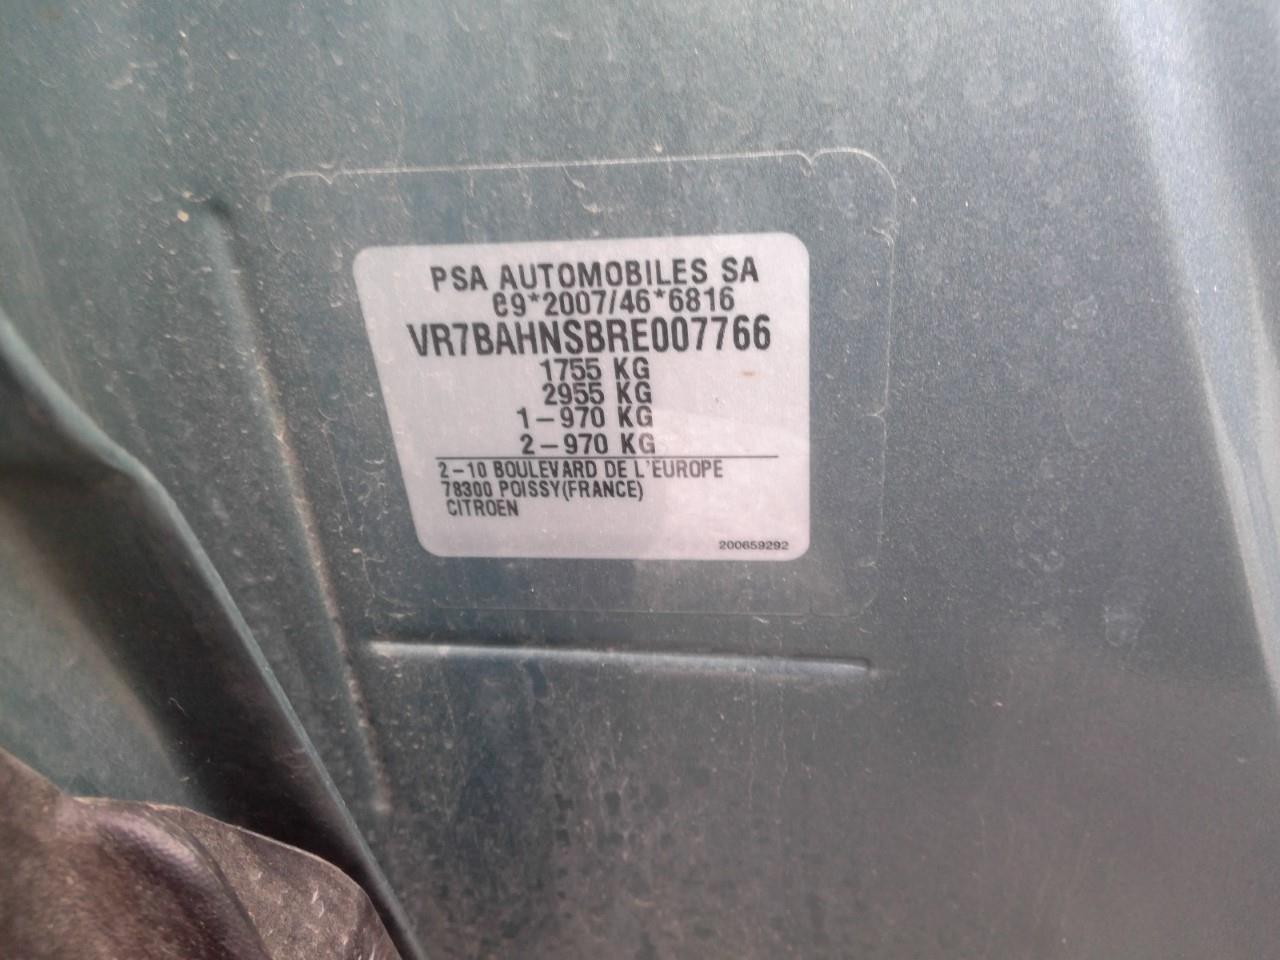 PSA AUTOMOBILES SA
e9*2007/46*6816
VR7BAHNSBRE007766
1755 KG
2955 KG
1-970 KG
2-970 KG
2-10 BOULEVARD DE L'EUROPE
78300 POISSY(FRANCE)
CITROEN
200659292